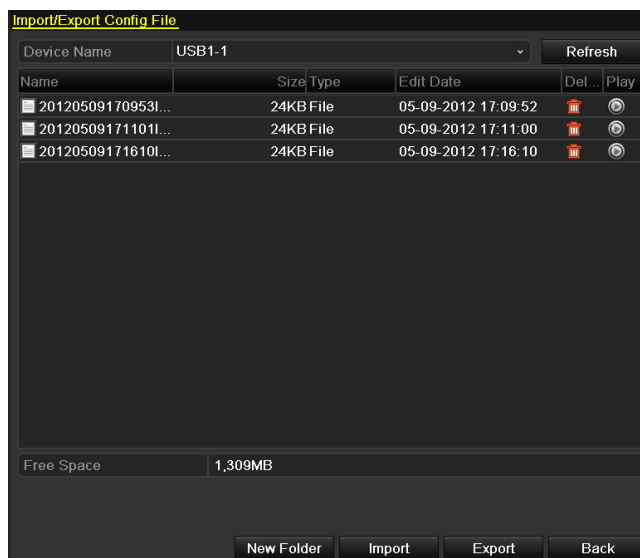 Import/Export Config File
Device Name USB1-1 Refresh
Name Size Type Edit Date Del... Play
20120509170953I... 24KB File 05-09-2012 17:09:52
20120509171101I... 24KB File 05-09-2012 17:11:00
20120509171610I... 24KB File 05-09-2012 17:16:10
Free Space 1,309MB
New Folder Import Export Back